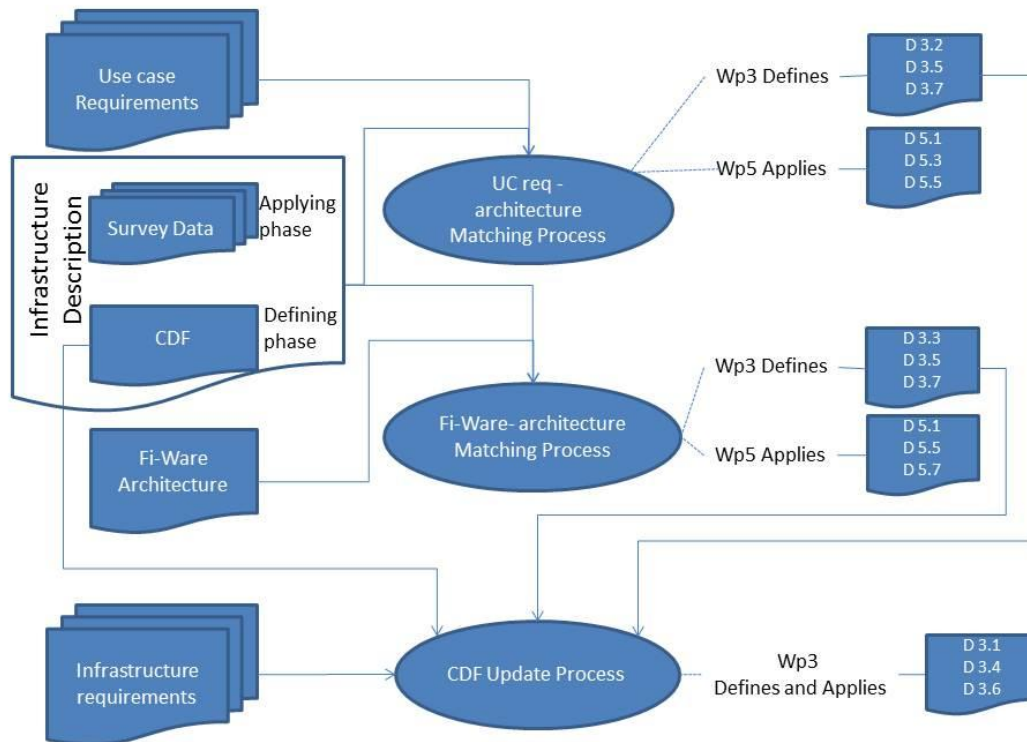 Use case
Requirements
Wp3 Defines
D 3.2
D 3.5
D 3.7
Wp5 Applies
D 5.1
D 5.3
D 5.5
UC req -
architecture
Matching Process
Infrastructure
Description
Survey Data
Applying
phase
CDF
Defining
phase
Wp3 Defines
D 3.3
D 3.5
D 3.7
Fi-Ware- architecture
Matching Process
Wp5 Applies
D 5.1
D 5.5
D 5.7
Fi-Ware
Architecture
Infrastructure
requirements
CDF Update Process
Wp3
Defines and Applies
D 3.1
D 3.4
D 3.6